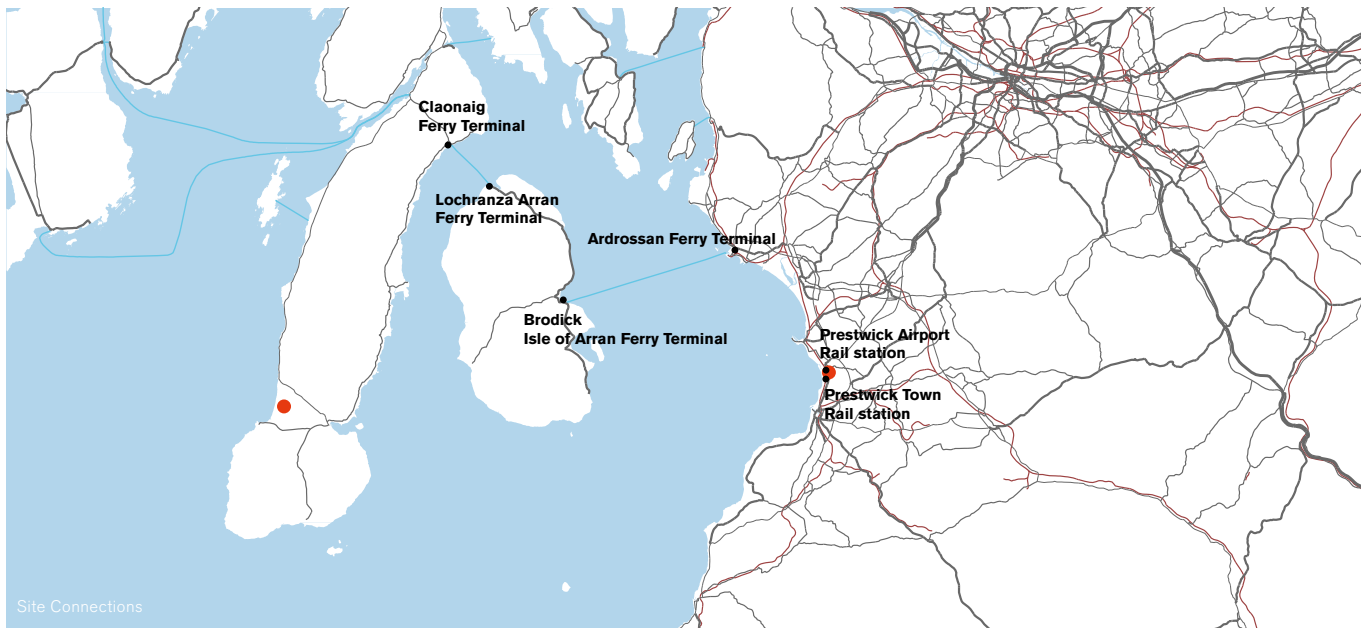 Claonaig
Ferry Terminal
Lochranza Arran
Ferry Terminal
Ardrossan Ferry Terminal
Brodick
Isle of Arran Ferry Terminal
Prestwick Airport
Rail station
Prestwick Town
Rail station
Site Connections